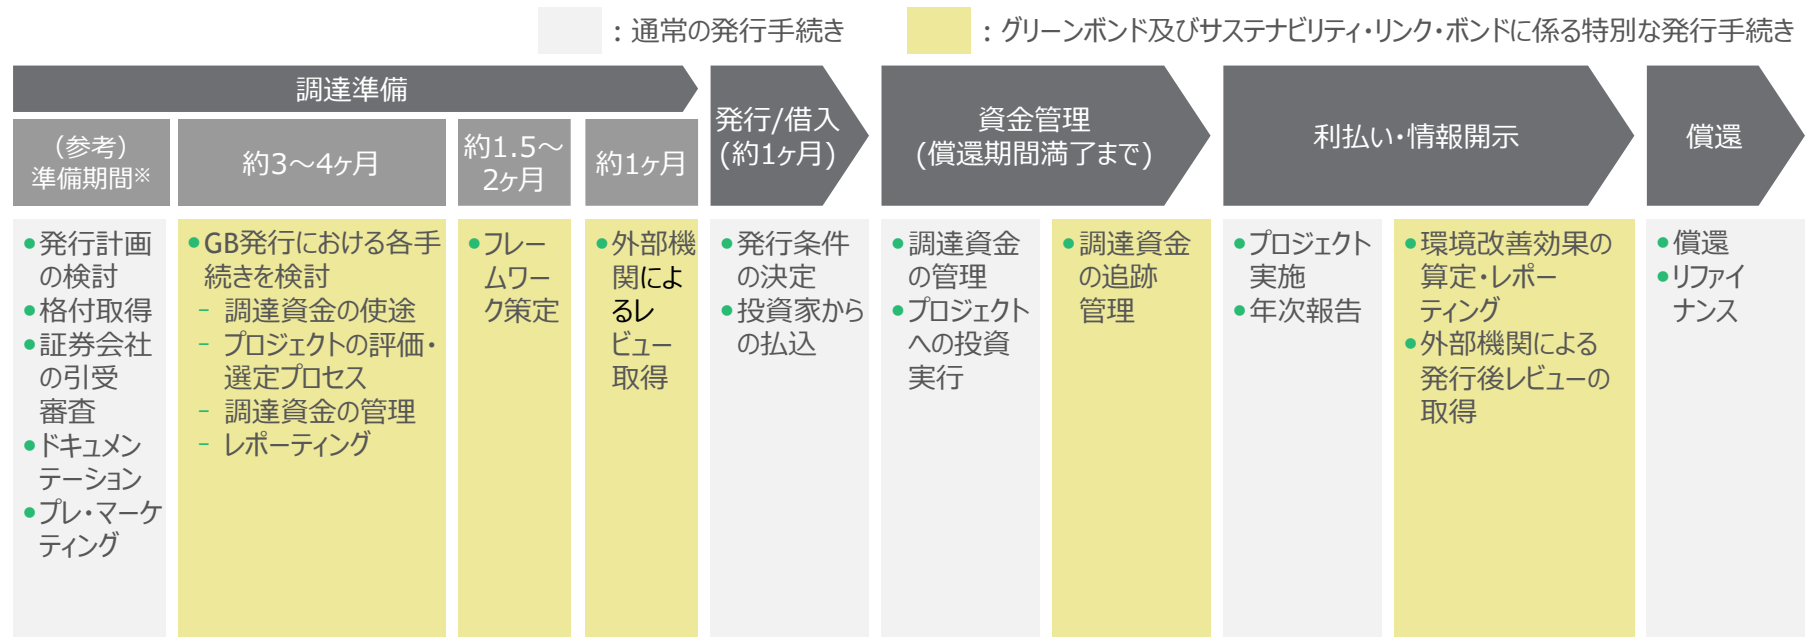 ：通常の発行手続き
：グリーンボンド及びサステナビリティ・リンク・ボンドに係る特別な発行手続き
調達準備
（参考）
準備期間※
約3～4ヶ月
約1.5～
2ヶ月
約1ヶ月
発行/借入
(約1ヶ月)
資金管理
(償還期間満了まで)
利払い・情報開示
償還
•発行計画
の検討
•格付取得
•証券会社
の引受
審査
•ドキュメン
テーション
•プレ・マーケ
ティング
•GB発行における各手
続きを検討
- 調達資金の使途
- プロジェクトの評価・
選定プロセス
- 調達資金の管理
- レポーティング
•フレー
ムワー
ク策定
•外部機
関によ
るレ
ビュー
取得
•発行条件
の決定
•投資家から
の払込
•調達資金
の管理
•プロジェクト
への投資
実行
•調達資金
の追跡
管理
•プロジェクト
実施
•年次報告
•環境改善効果の
算定・レポー
ティング
•外部機関による
発行後レビューの
取得
•償還
•リファイ
ナンス